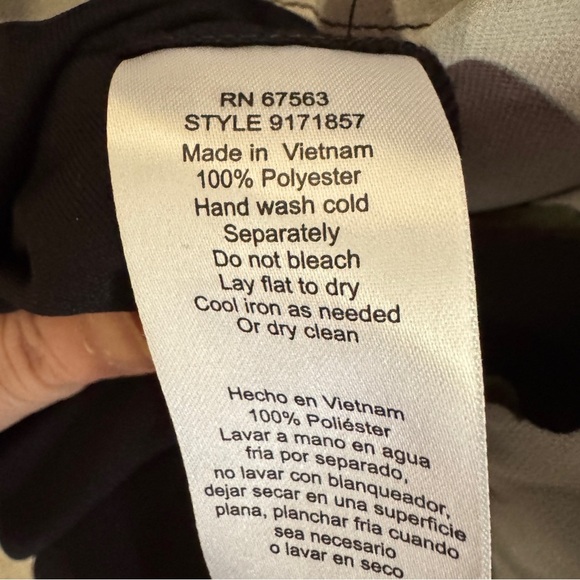 RN 67563
STYLE 9171857
Made in Vietnam
100% Polyester
Hand wash cold
Separately
Do not bleach
Lay flat to dry
Cool iron as needed
Or dry clean
Hecho en Vietnam
100% Poliéster
Lavar a mano en agua
fria por separado,
no lavar con blanqueador,
dejar secar en una superficie
plana, planchar fria cuando
sea necesario
o lavar en seco